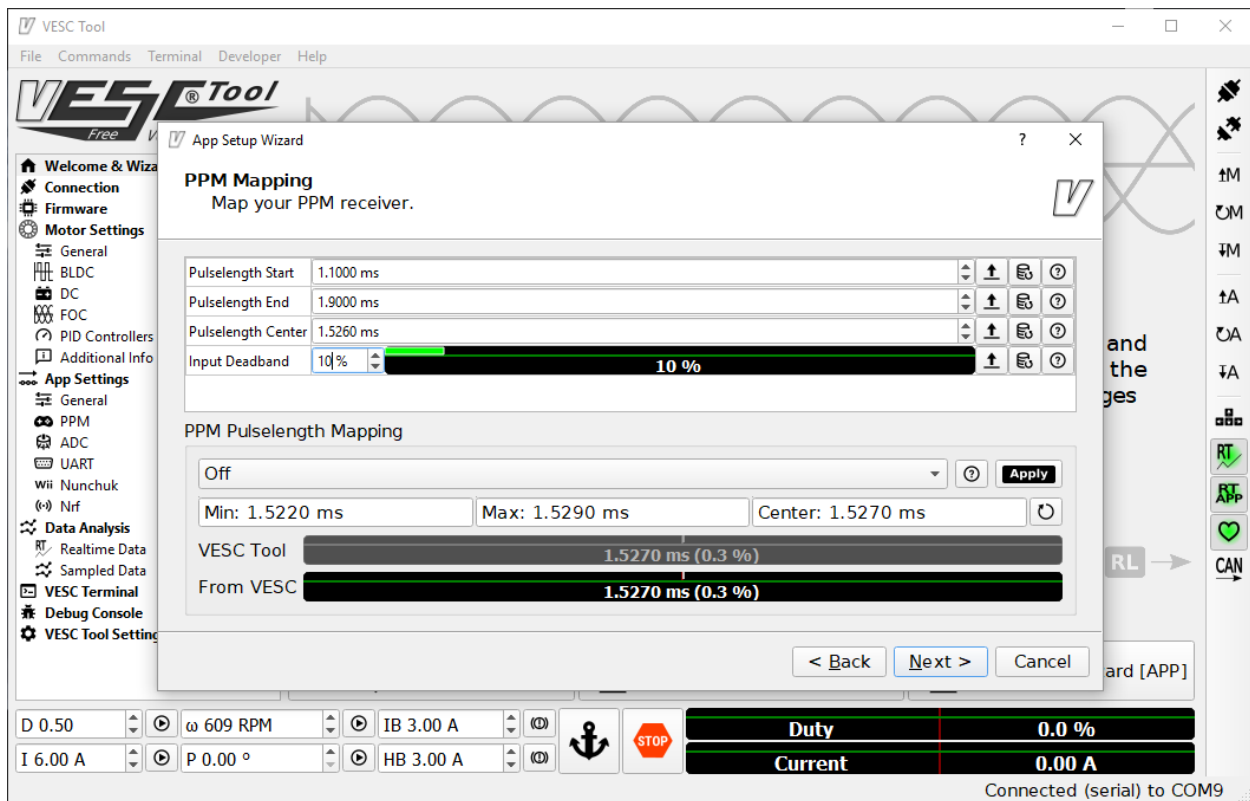 VESC Tool
File Commands Terminal Developer Help
VESC® Tool
Free V
App Setup Wizard ?
PPM Mapping
Map your PPM receiver.
Welcome & Wiza
Connection
Firmware
Motor Settings
General
BLDC
DC
FOC
PID Controllers
Additional Info
App Settings
General
PPM
ADC
UART
Wii Nunchuk
Nrf
Data Analysis
RT Realtime Data
Sampled Data
VESC Terminal
Debug Console
VESC Tool Setting
Pulselength Start 1.1000 ms
Pulselength End 1.9000 ms
Pulselength Center 1.5260 ms
Input Deadband 10 % 10 %
PPM Pulselength Mapping
Off Apply
Min: 1.5220 ms Max: 1.5290 ms Center: 1.5270 ms
VESC Tool 1.5270 ms (0.3 %)
From VESC 1.5270 ms (0.3 %)
< Back Next > Cancel
and
the
ges
RL
ard [APP]
M
M
M
A
A
A
RT
RT APP
CAN
D 0.50 ω 609 RPM IB 3.00 A STOP Duty 0.0 %
I 6.00 A P 0.00 º HB 3.00 A Current 0.00 A
Connected (serial) to COM9